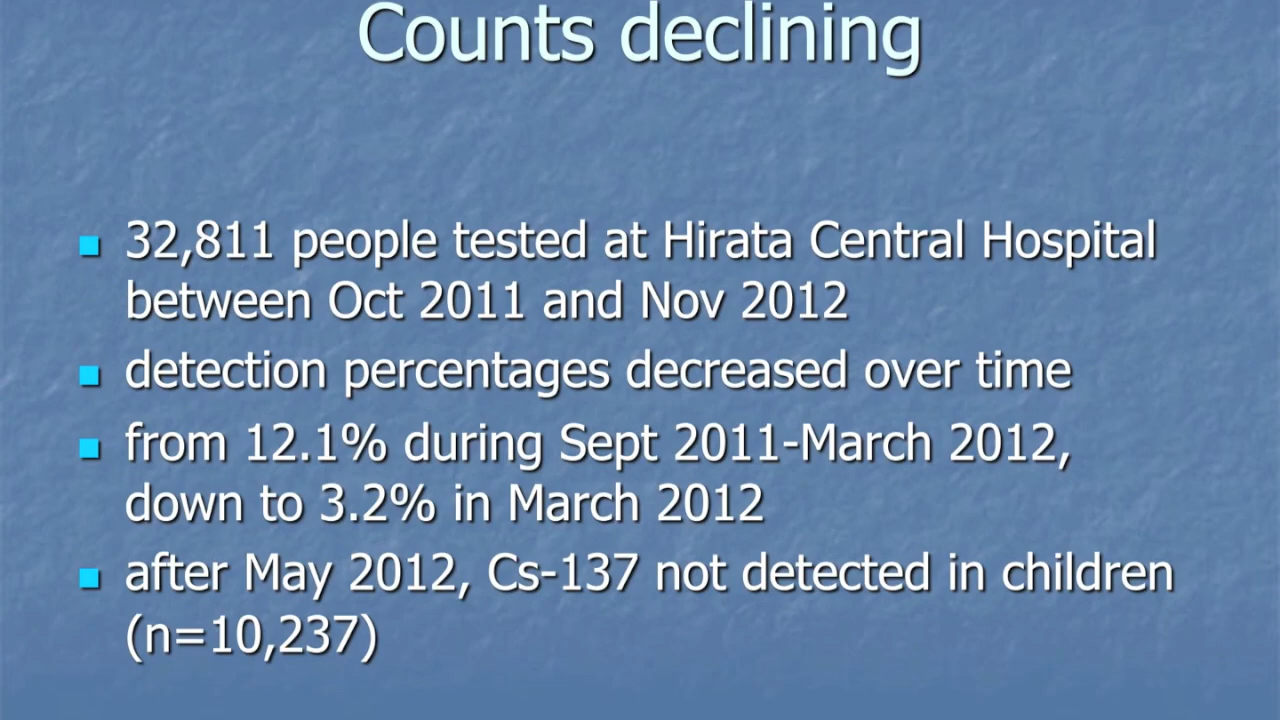 Counts declining
32,811 people tested at Hirata Central Hospital
between Oct 2011 and Nov 2012
detection percentages decreased over time
from 12.1% during Sept 2011-March 2012,
down to 3.2% in March 2012
after May 2012, Cs-137 not detected in children
(n=10,237)